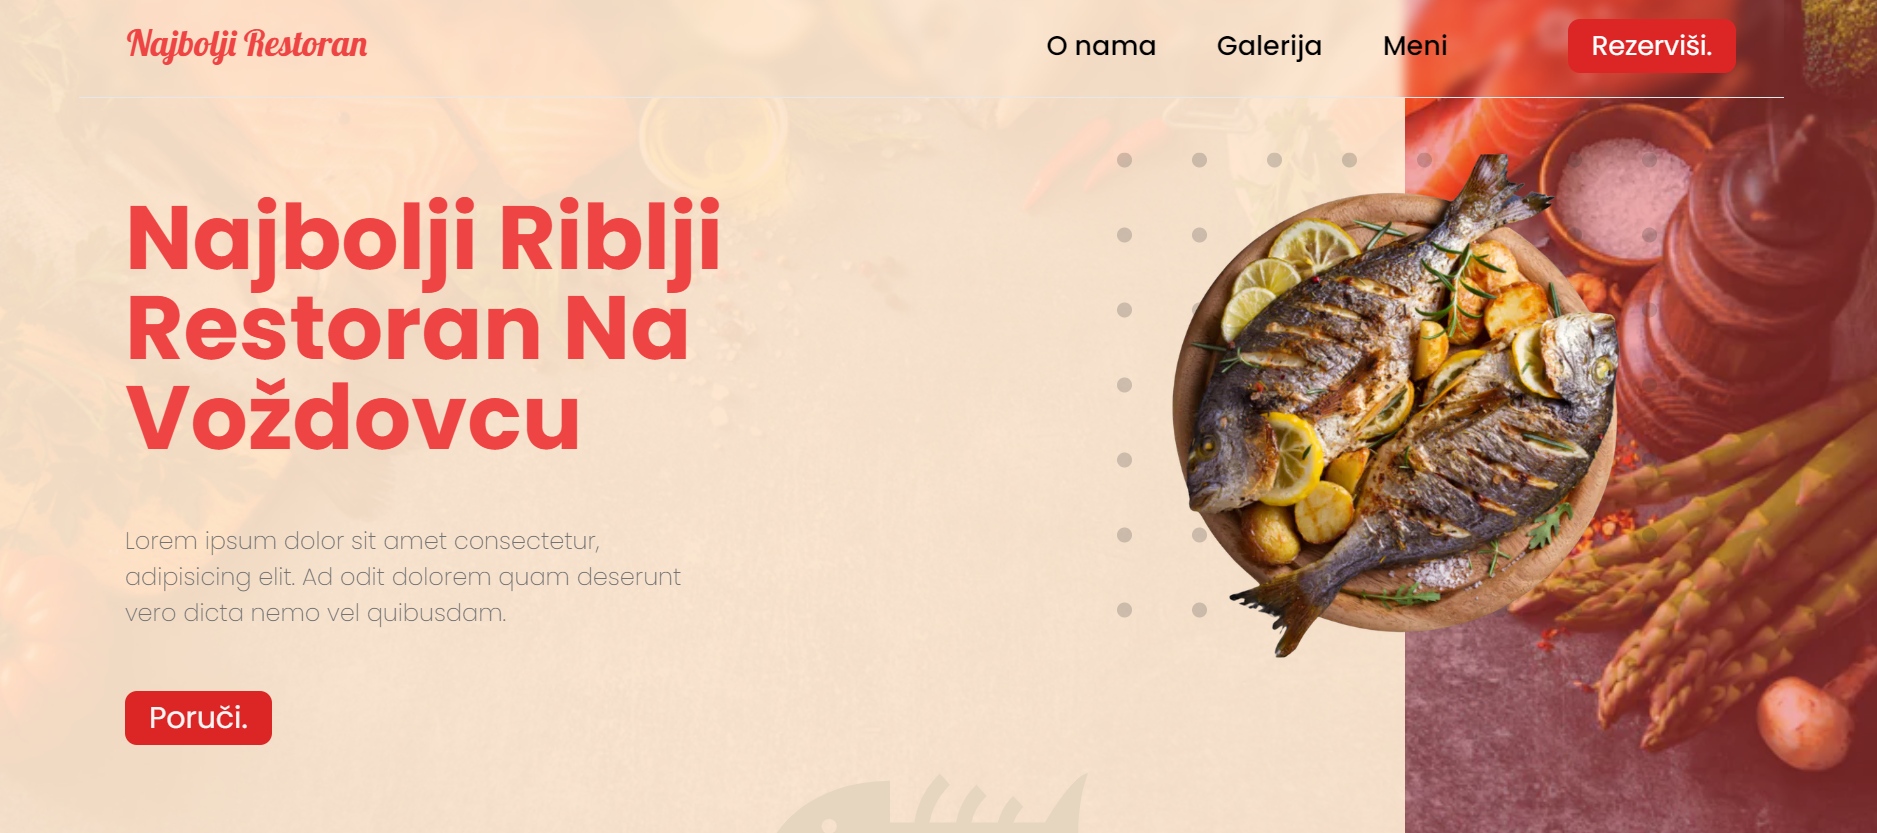 Najbolji Restoran
O nama
Galerija
Meni
Rezerviši.
Najbolji Riblji
Restoran Na
Voždovcu
Lorem ipsum dolor sit amet consectetur,
adipisicing elit. Ad odit dolorem quam deserunt
vero dicta nemo vel quibusdam.
Poruči.